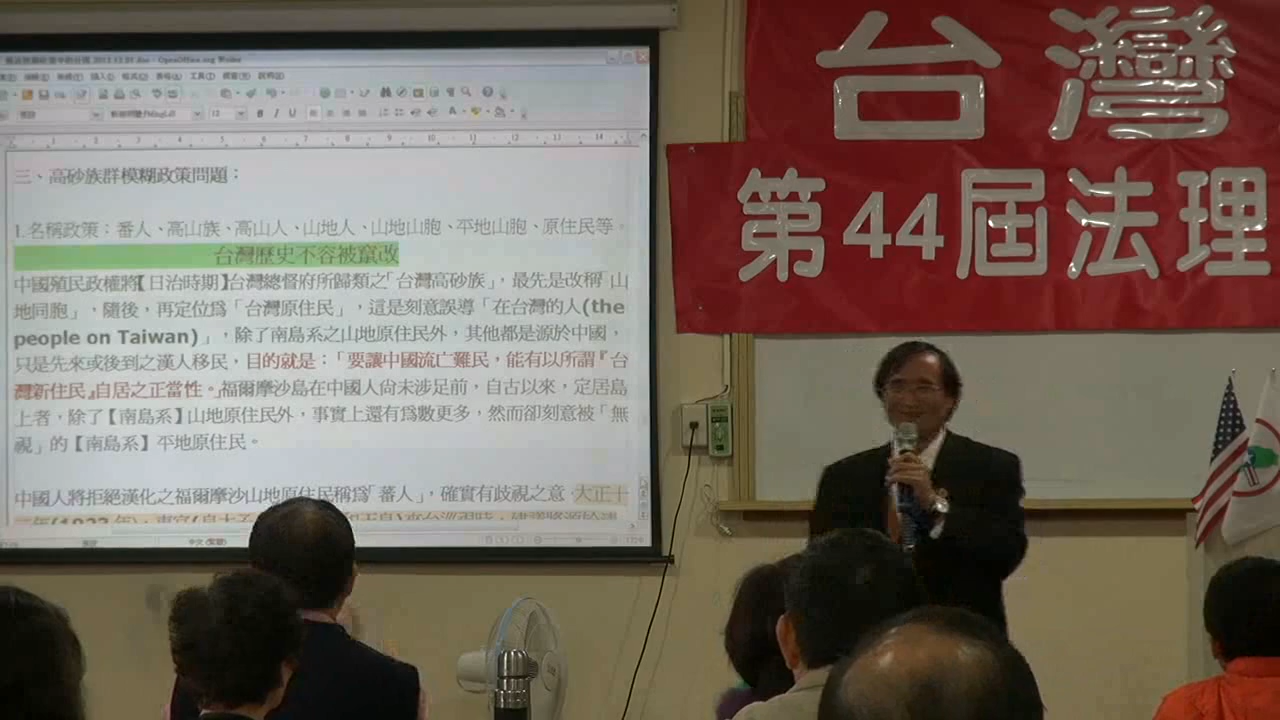 三、高砂族群模糊政策問題：
1.名稱政策：番人、高山族、高山人、山地人、山地山胞、平地山胞、原住民等。
台灣歷史不容被竄改
中國殖民政權將【日治時期】台灣總督府所歸類之「台灣高砂族」，最先是改稱「山
地同胞」，隨後，再定位爲「台灣原住民」，這是刻意誤導「在台灣的人(the
people on Taiwan)」，除了南島系之山地原住民外，其他都是源於中國，
只是先來或後到之漢人移民，目的就是：「要讓中國流亡難民，能有以所謂『台
灣新住民』自居之正當性。」福爾摩沙島在中國人尚未涉足前，自古以來，定居島
上者，除了【南島系】山地原住民外，事實上還有爲數更多，然而卻刻意被「無
視」的【南島系】平地原住民。
中國人將拒絕漢化之福爾摩沙山地原住民稱爲「蕃人」，確實有歧視之意。大正十
二年(1923年)，
台灣
第44屆法理